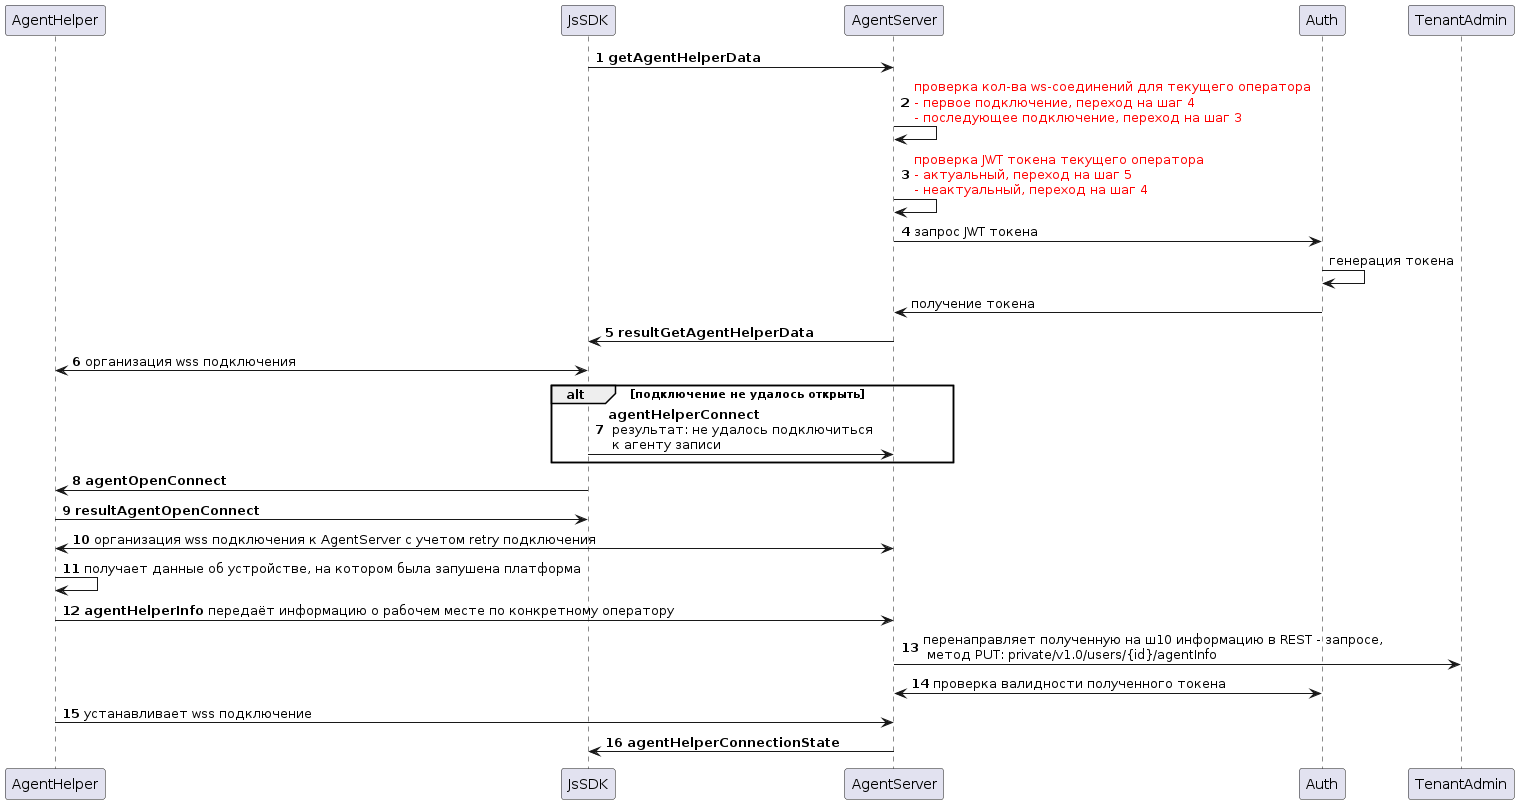 AgentHelper
JsSDK
AgentServer
Auth
TenantAdmin
1 getAgentHelperData
проверка кол-ва ws-соединений для текущего оператора
2 - первое подключение, переход на шаг 4
- последующее подключение, переход на шаг 3
проверка JWT токена текущего оператора
3 - актуальный, переход на шаг 5
- неактуальный, переход на шаг 4
4 запрос JWT токена
генерация токена
получение токена
5 resultGetAgentHelperData
6 организация wss подключения
alt [подключение не удалось открыть]
agentHelperConnect
7 результат: не удалось подключиться
к агенту записи
8 agentOpenConnect
9 resultAgentOpenConnect
10 организация wss подключения к AgentServer с учетом retry подключения
11 получает данные об устройстве, на котором была запушена платформа
12 agentHelperInfo передаёт информацию о рабочем месте по конкретному оператору
13 перенаправляет полученную на ш10 информацию в REST - запросе,
метод PUT: private/v1.0/users/{id}/agentInfo
14 проверка валидности полученного токена
15 устанавливает wss подключение
16 agentHelperConnectionState
AgentHelper
JsSDK
AgentServer
Auth
TenantAdmin